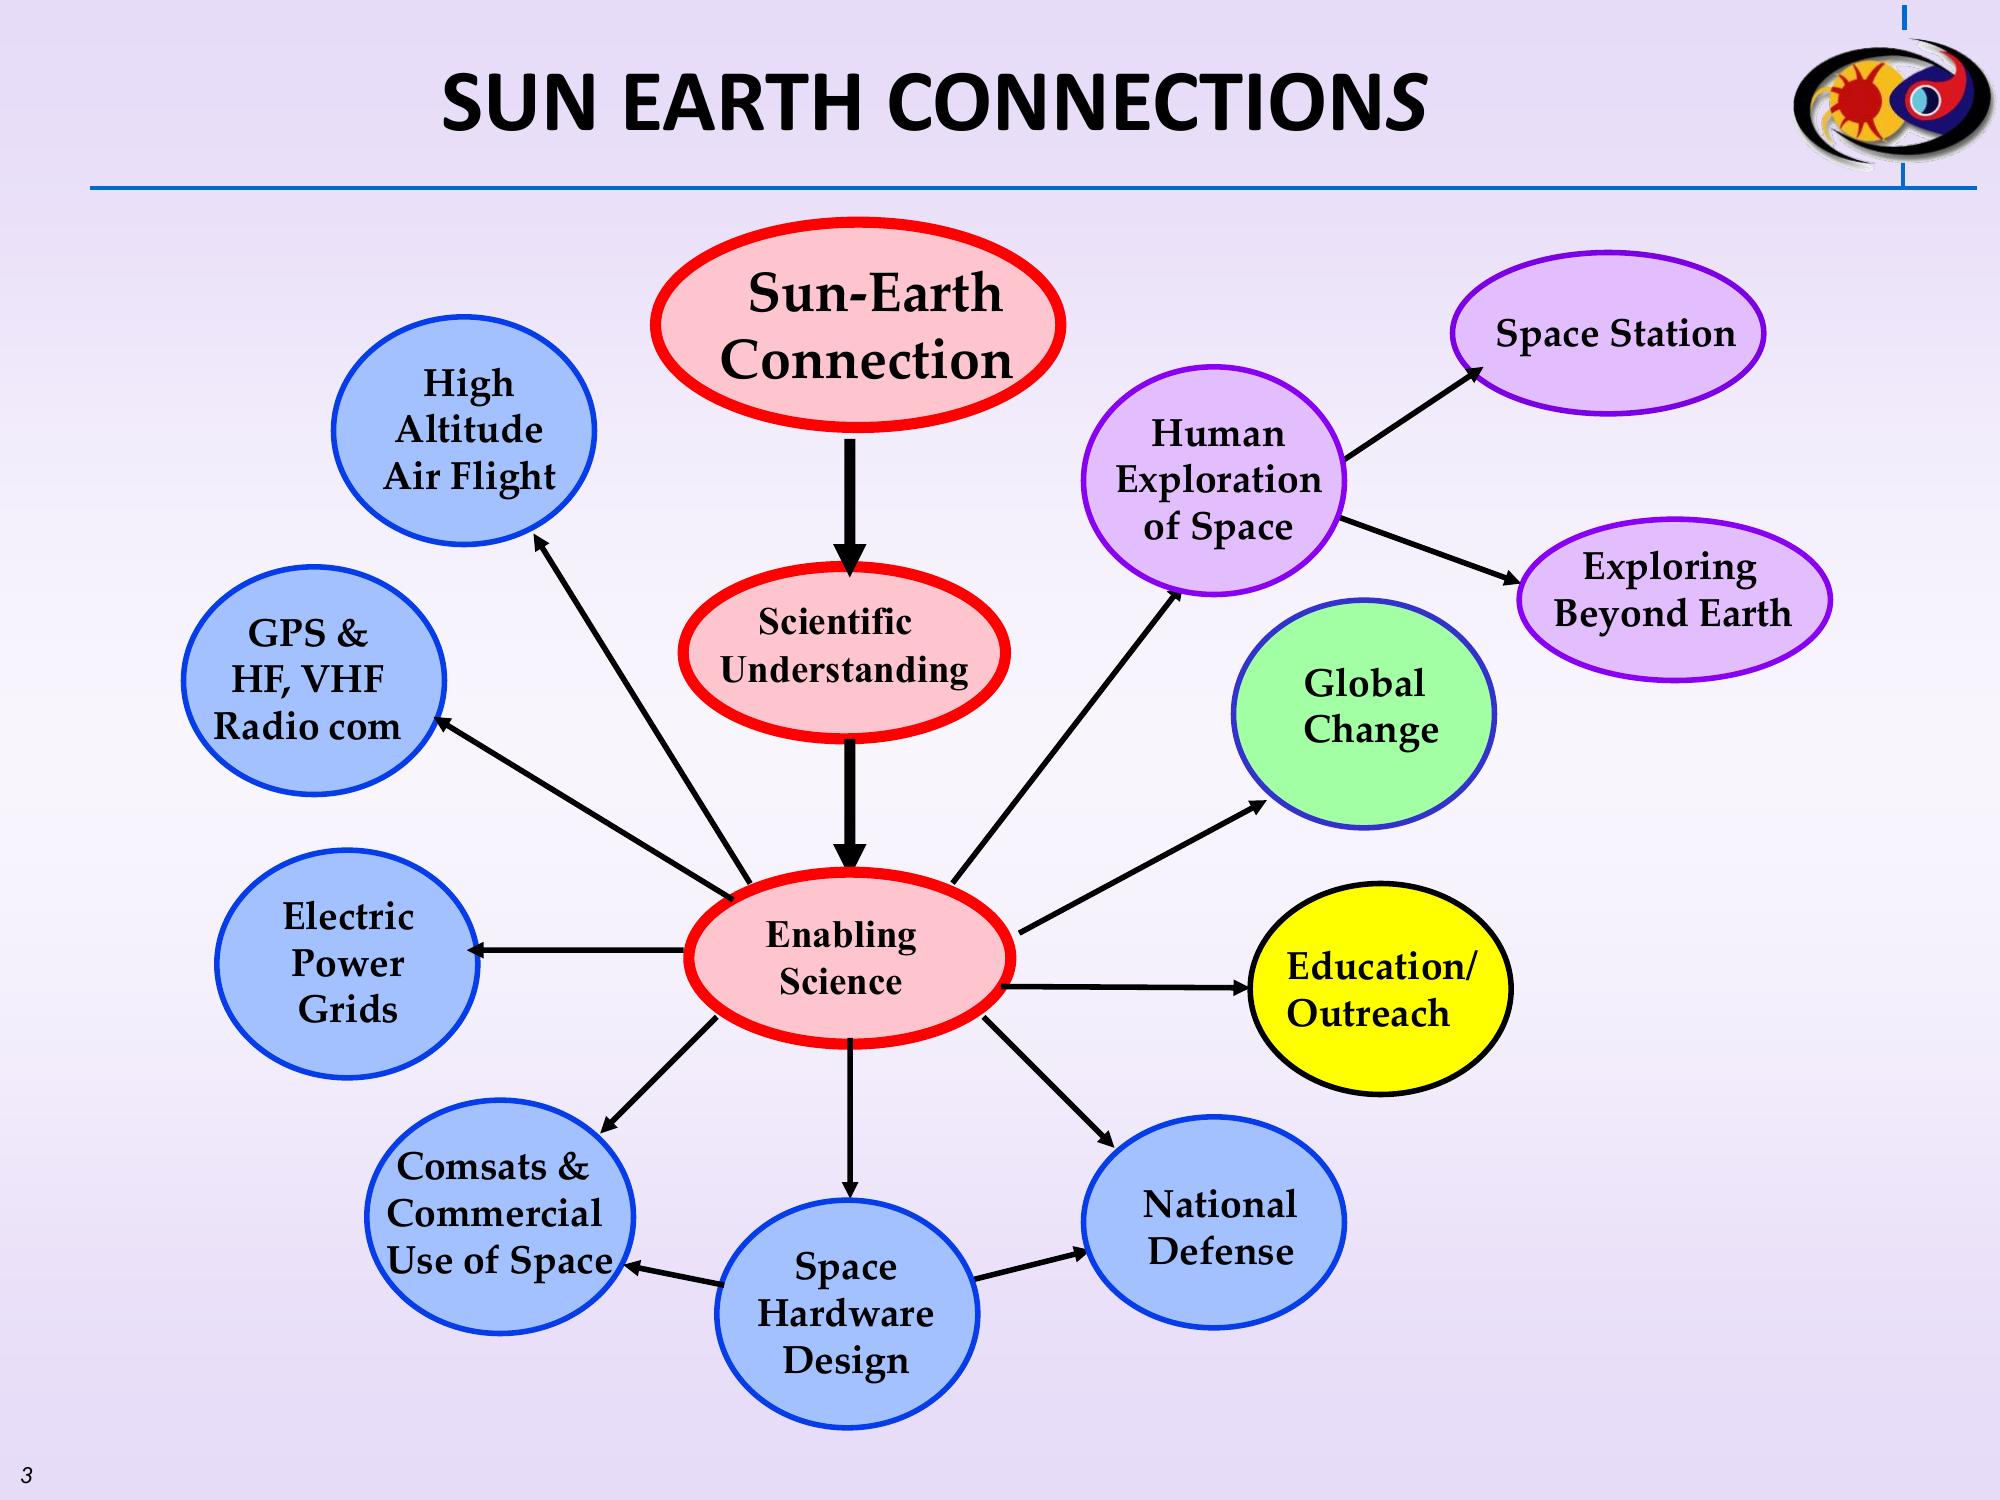 SUN EARTH CONNECTIONS
Sun-Earth
Connection
Space Station
High
Altitude
Air Flight
Human
Exploration
of Space
Exploring
Beyond Earth
GPS &
HF, VHF
Radio com
Scientific
Understanding
Global
Change
Electric
Power
Grids
Enabling
Science
Education/
Outreach
Comsats &
Commercial
Use of Space
Space
Hardware
Design
National
Defense
3